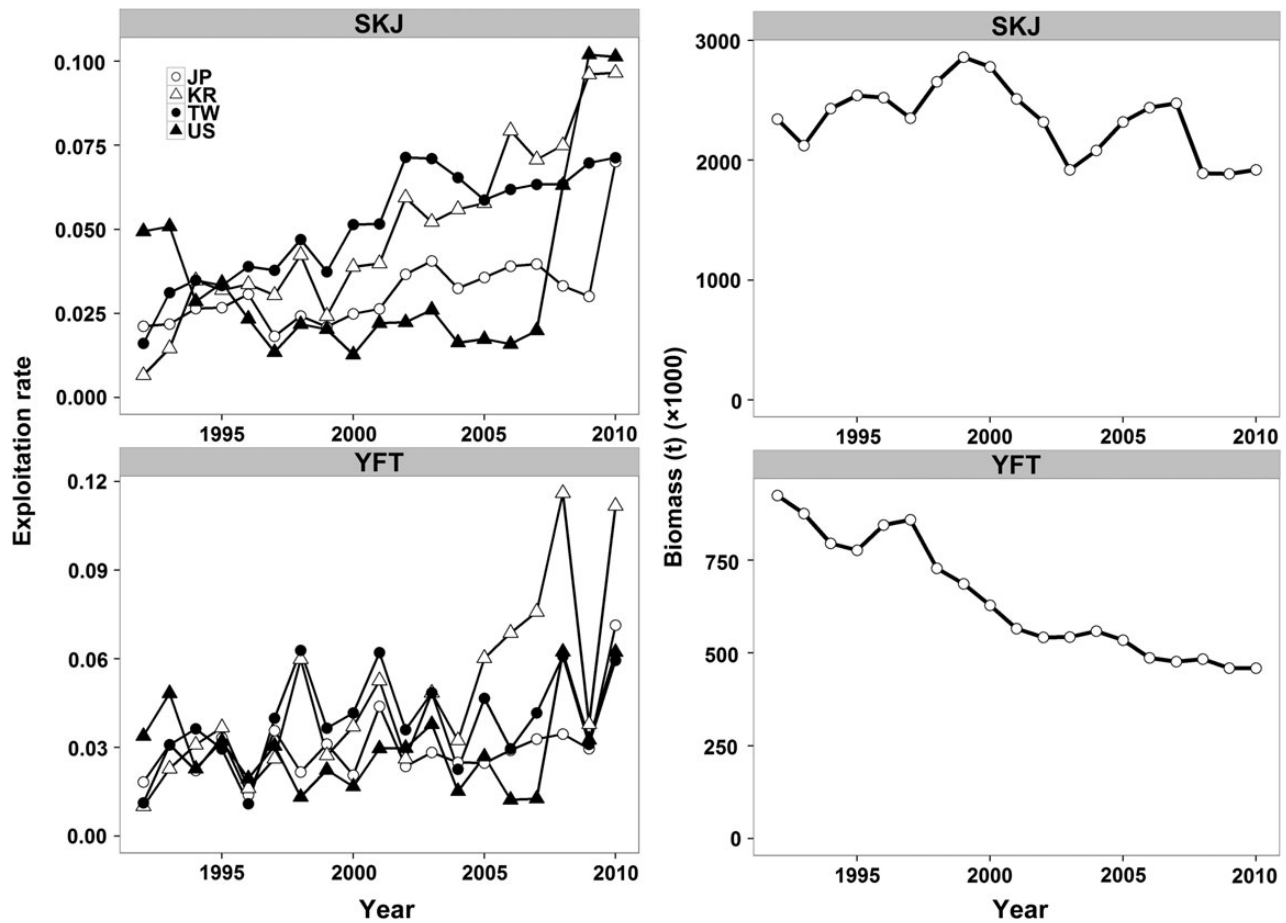 SKJ
0.100
0.075
0.050
0.025
0.000
JP
KR
TW
US
1995 2000 2005 2010
YFT
0.12
0.09
0.06
0.03
0.00
1995 2000 2005 2010
Exploitation rate
Year
SKJ
3000
2000
1000
0
1995 2000 2005 2010
YFT
750
500
250
0
1995 2000 2005 2010
Biomass (t) (×1000)
Year